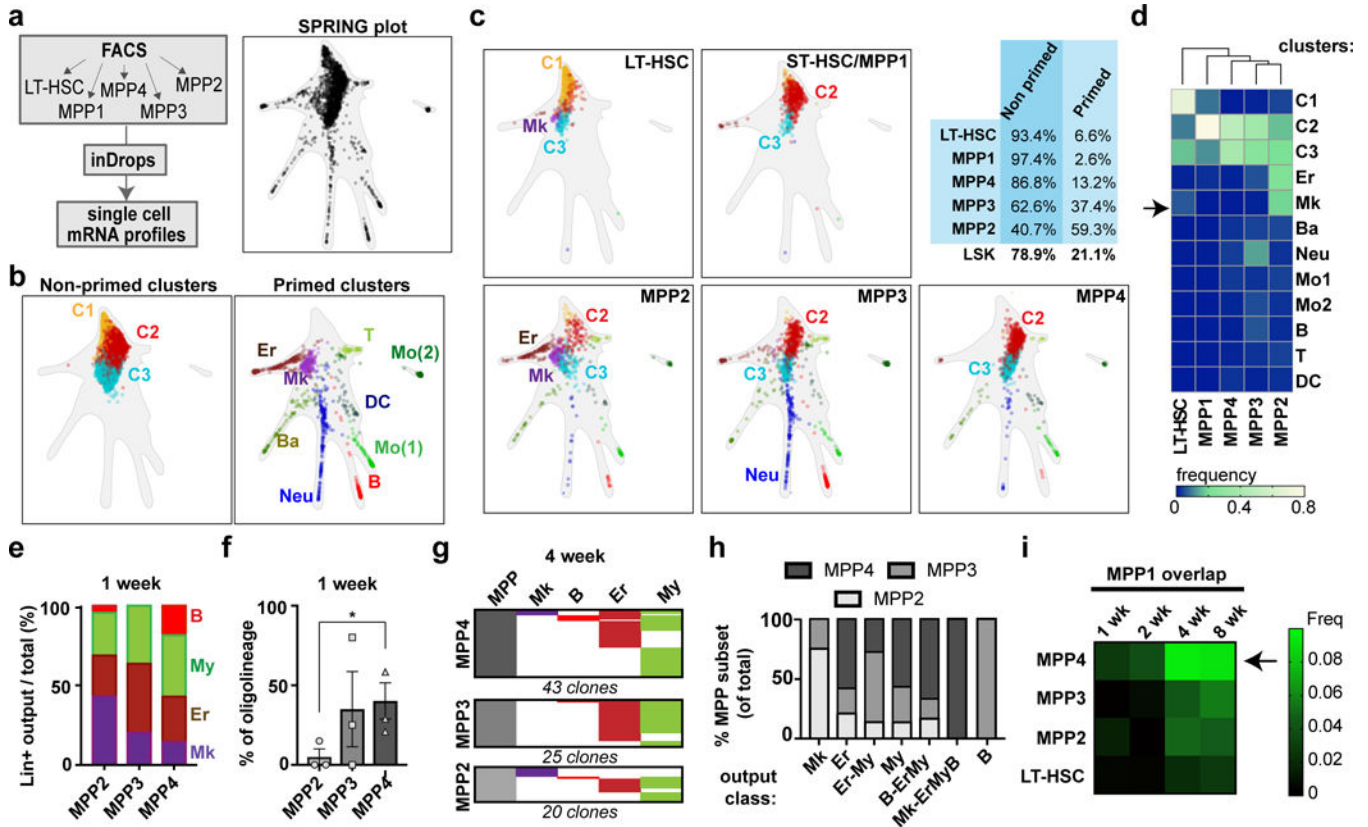 a
FACS
LT-HSC MPP4 MPP2
MPP1 MPP3
inDrops
single cell
mRNA profiles
SPRING plot
b
Non-primed clusters
C1
C2
C3
Primed clusters
Er
T
Mo(2)
Mk
DC
Ba
Mo(1)
Neu
B
c
LT-HSC
C1
Mk
C3
ST-HSC/MPP1
C2
C3
Non primed Primed
LT-HSC 93.4% 6.6%
MPP1 97.4% 2.6%
MPP4 86.8% 13.2%
MPP3 62.6% 37.4%
MPP2 40.7% 59.3%
LSK 78.9% 21.1%
MPP2
C2
Er
Mk
C3
MPP3
C2
C3
Neu
MPP4
C2
C3
d
clusters:
C1
C2
C3
Er
Mk
Ba
Neu
Mo1
Mo2
B
T
DC
LT-HSC MPP1 MPP4 MPP3 MPP2
frequency
0 0.4 0.8
e
1 week
Lin+ output / total (%)
100
50
0
B
My
Er
Mk
MPP2 MPP3 MPP4
f
1 week
% of oligolineage
100
50
0
*
MPP2 MPP3 MPP4
g
4 week
MPP Mk B Er My
MPP4
43 clones
MPP3
25 clones
MPP2
20 clones
h
MPP4 MPP3
MPP2
% MPP subset
(of total)
100
50
0
Mk Er Er-My My B-ErMy Mk-ErMyB B
output
class:
i
MPP1 overlap
1 wk 2 wk 4 wk 8 wk
MPP4
MPP3
MPP2
LT-HSC
Freq
0.08
0.06
0.04
0.02
0